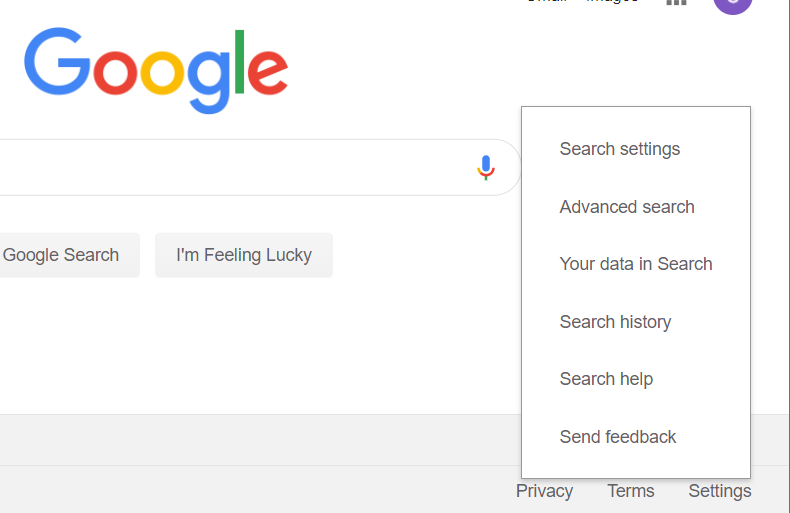 Google
Google Search
I'm Feeling Lucky
Search settings
Advanced search
Your data in Search
Search history
Search help
Send feedback
Privacy Terms Settings